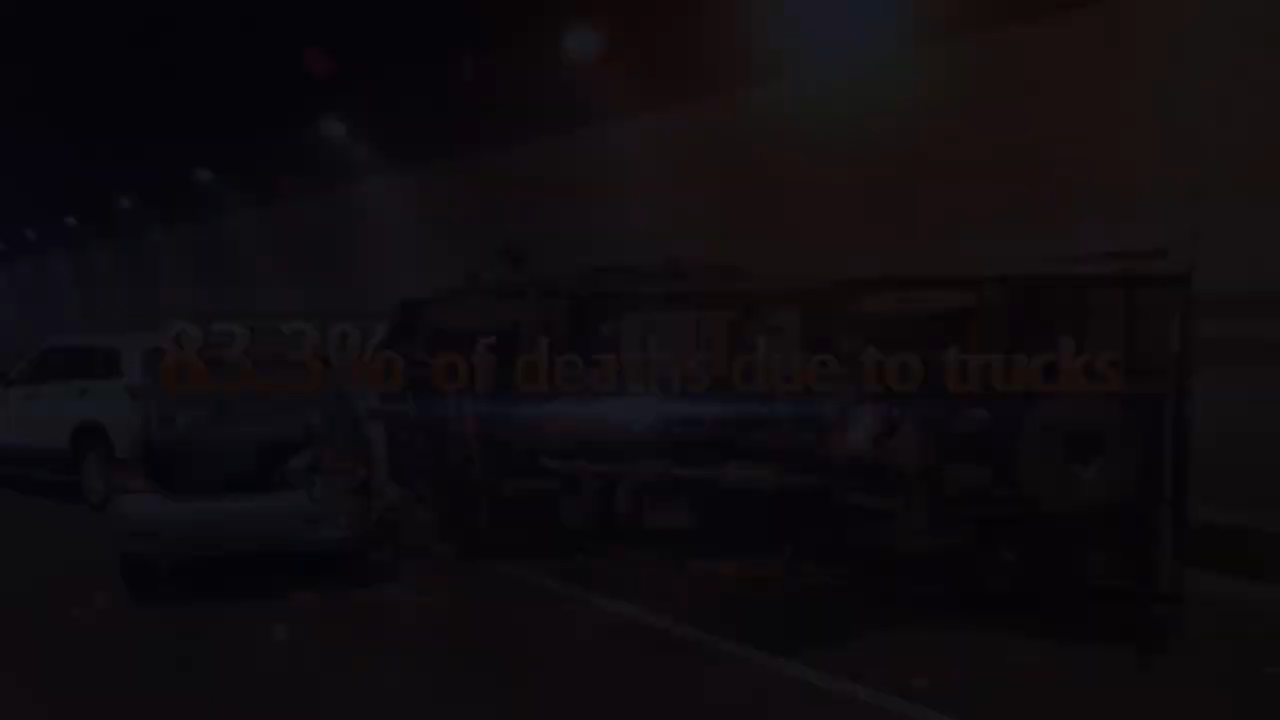 83.3% of deaths due to trucks